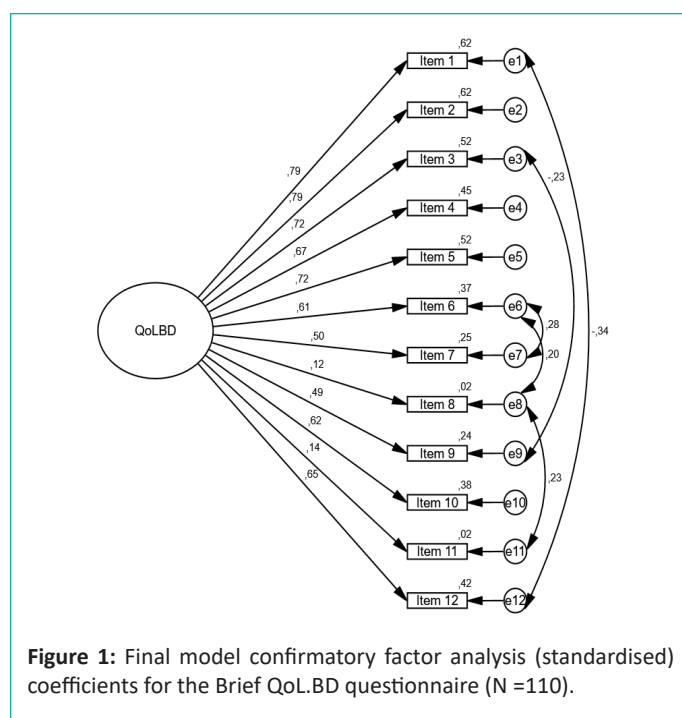 ,62
Item 1
e1
,62
Item 2
e2
,52
Item 3
e3
-,23
,79
,79
,45
Item 4
e4
,72
,67
,52
Item 5
e5
,72
,37
Item 6
e6
,61
QoLBD
,28
-,34
,50
,25
Item 7
e7
,20
,12
,02
Item 8
e8
,49
,24
Item 9
e9
,62
,23
,14
,38
Item 10
e10
,65
,02
Item 11
e11
,42
Item 12
e12
Figure 1: Final model confirmatory factor analysis (standardised)
coefficients for the Brief QoL.BD questionnaire (N =110).